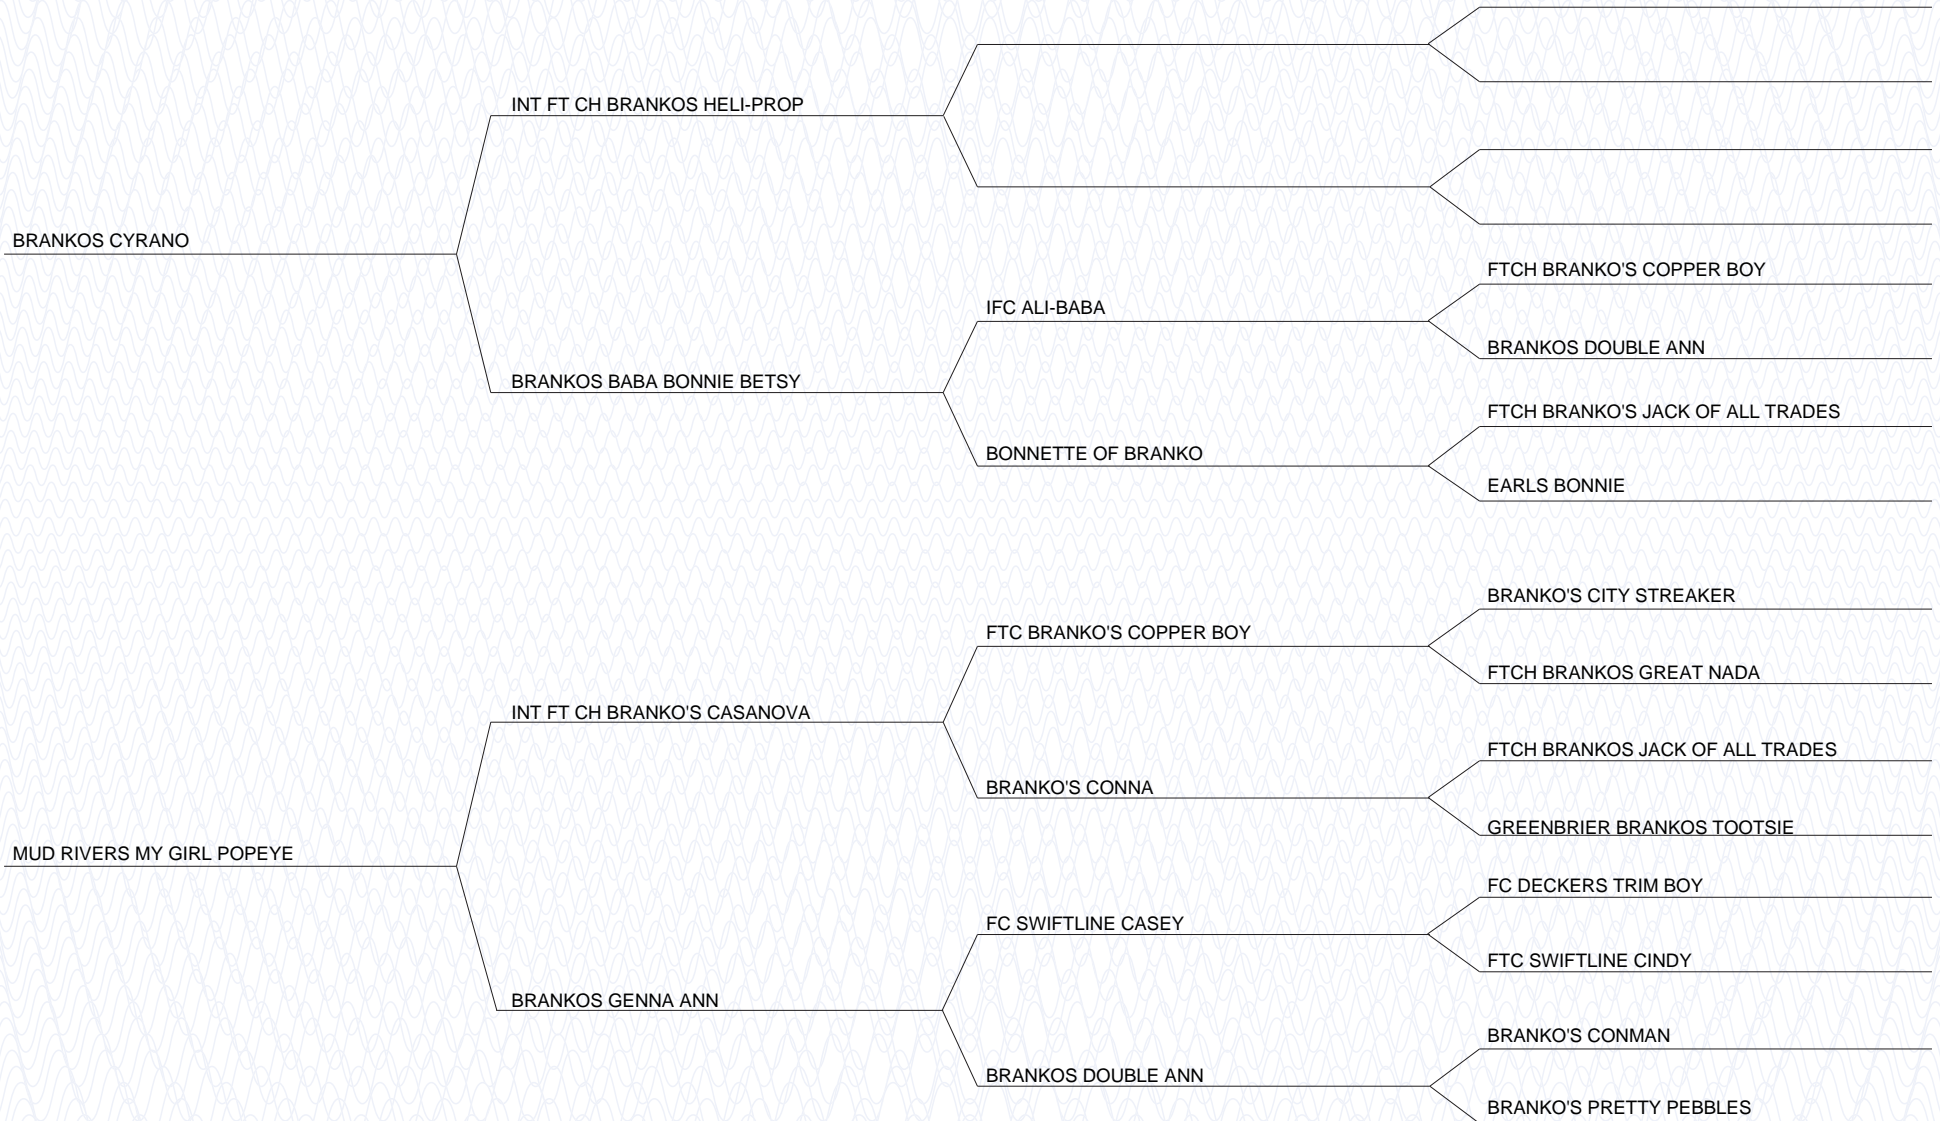 INT FT CH BRANKOS HELI-PROP
BRANKOS CYRANO
FTCH BRANKO'S COPPER BOY
IFC ALI-BABA
BRANKOS DOUBLE ANN
BRANKOS BABA BONNIE BETSY
FTCH BRANKO'S JACK OF ALL TRADES
BONNETTE OF BRANKO
EARLS BONNIE
BRANKO'S CITY STREAKER
FTC BRANKO'S COPPER BOY
FTCH BRANKOS GREAT NADA
INT FT CH BRANKO'S CASANOVA
FTCH BRANKOS JACK OF ALL TRADES
BRANKO'S CONNA
GREENBRIER BRANKOS TOOTSIE
MUD RIVERS MY GIRL POPEYE
FC DECKERS TRIM BOY
FC SWIFTLINE CASEY
FTC SWIFTLINE CINDY
BRANKOS GENNA ANN
BRANKO'S CONMAN
BRANKOS DOUBLE ANN
BRANKO'S PRETTY PEBBLES